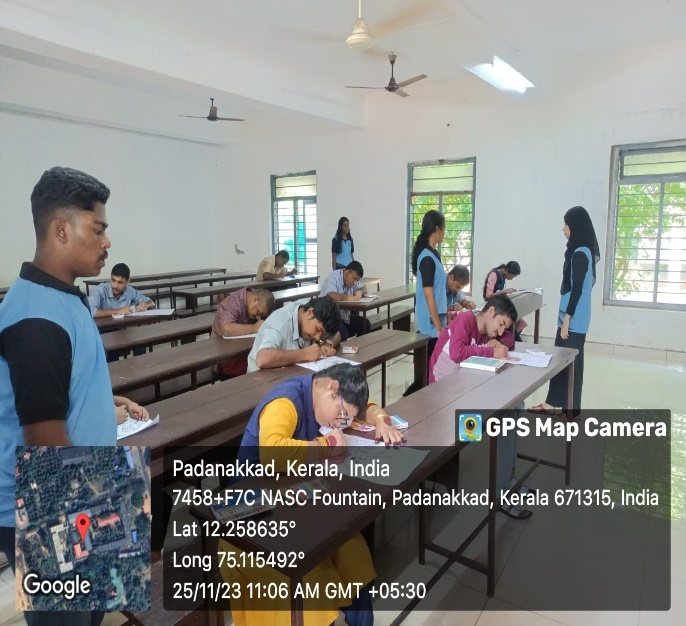 GPS Map Camera
Padanakkad, Kerala, India
7458+F7C NASC Fountain, Padanakkad, Kerala 671315, India
Lat 12.258635°
Long 75.115492°
25/11/23 11:06 AM GMT +05:30
Google